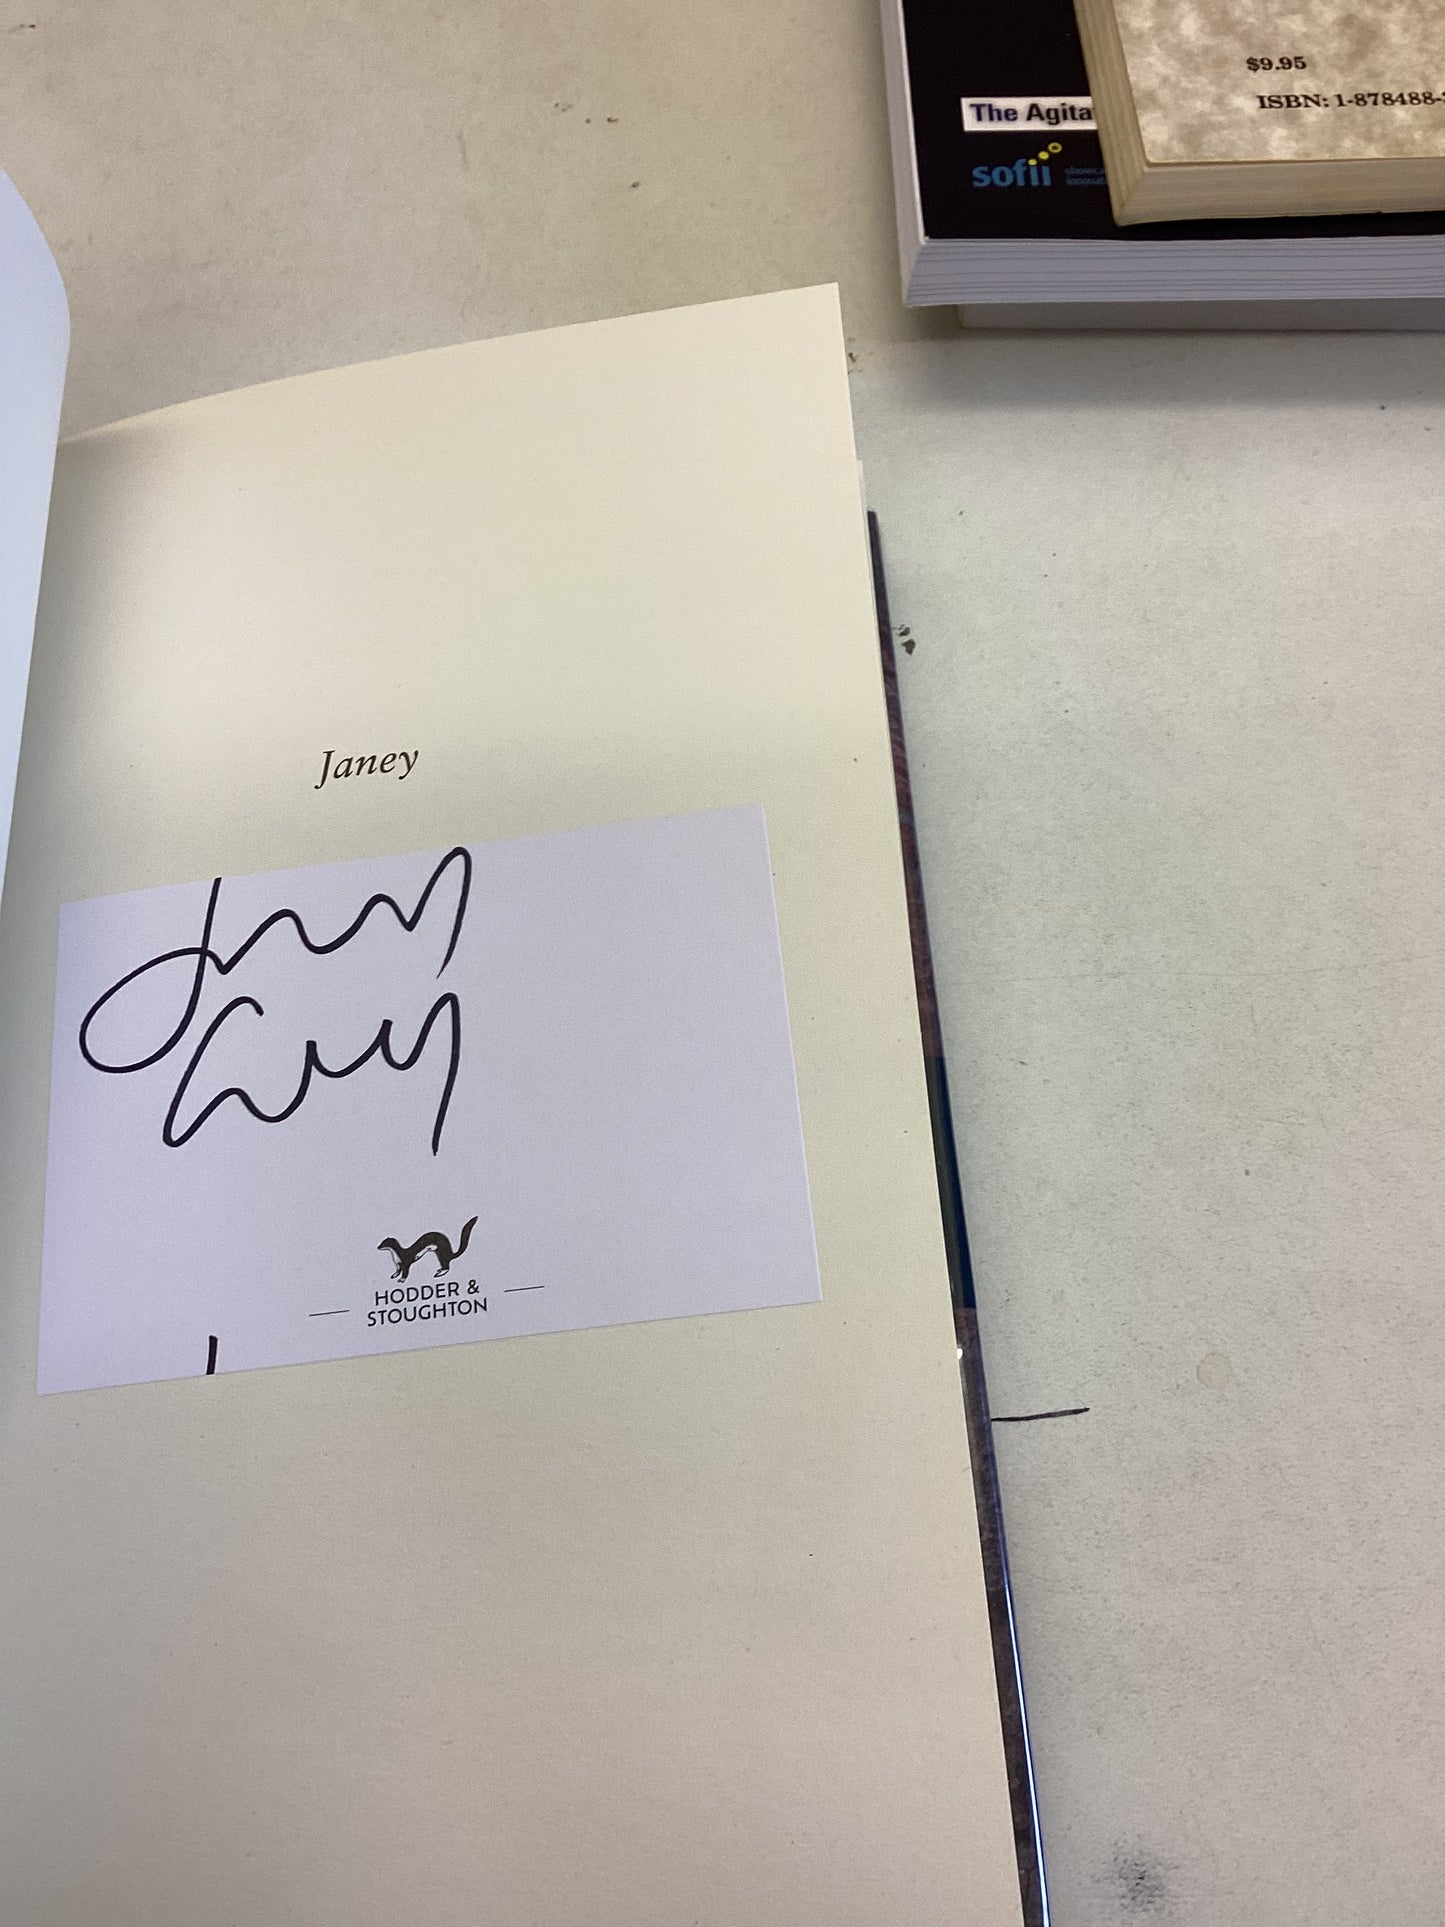 $9.95
ISBN: 1-878488-
The Agita
sofii
Janey
HODDER &
STOUGHTON